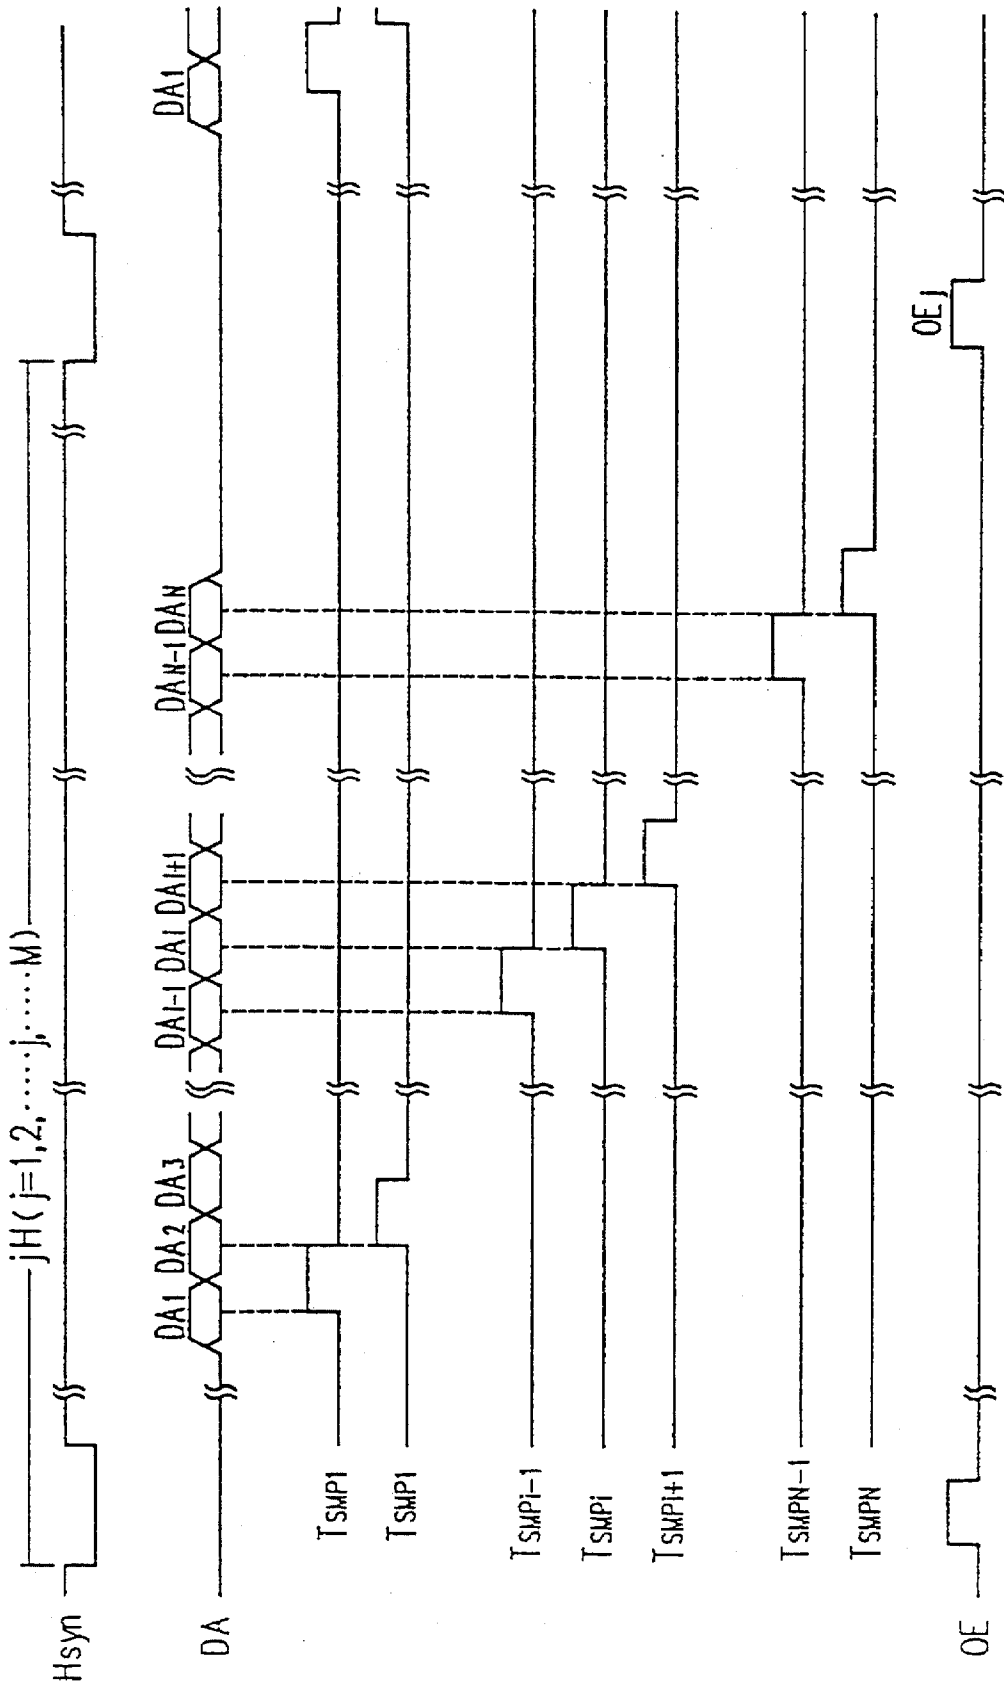 jH(j=1,2,·····j,·····M)
Hsyn
DA1 DA2 DA3 DAi-1 DAi DAi+1 DAN-1 DAN DA1
DA
TSMP1
TSMP1
TSMPi-1
TSMPi
TSMPi+1
TSMPN-1
TSMPN
OEj
OE